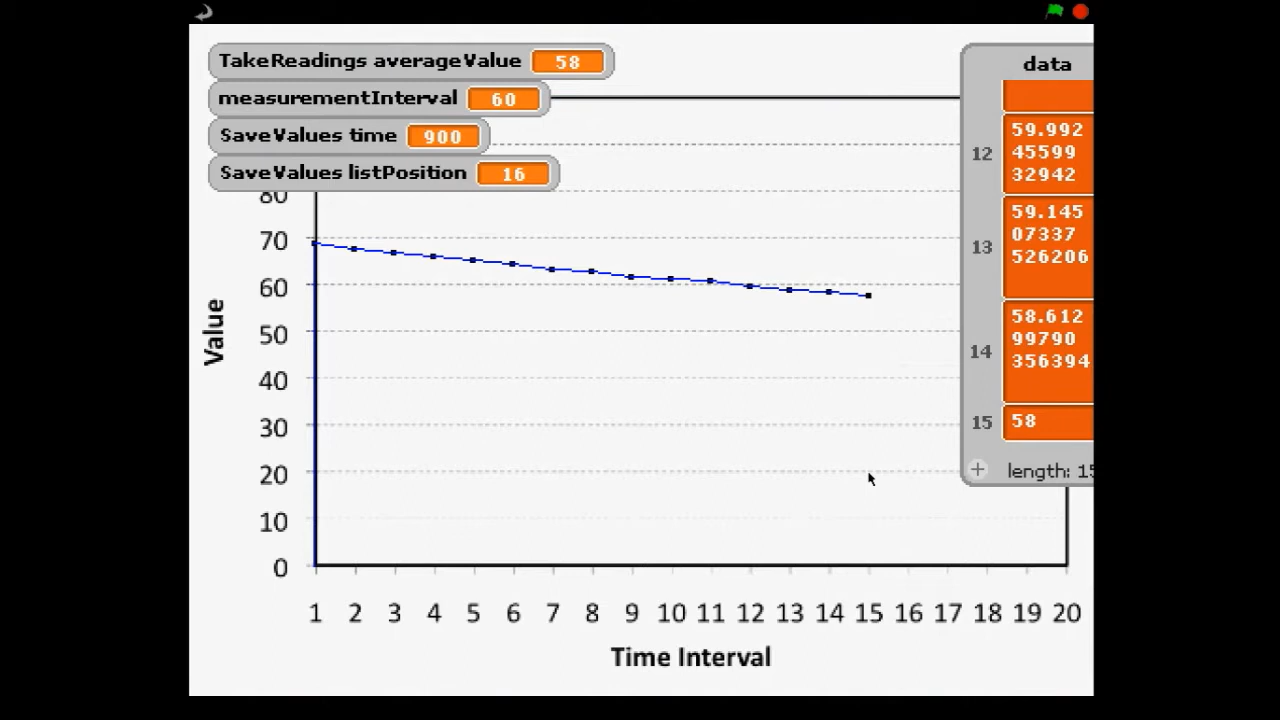 TakeReadings averageValue 58
measurementInterval 60
SaveValues time 900
SaveValues listPosition 16
data
12
59.992
45599
32942
13
59.145
07337
526206
14
58.612
99790
356394
15
58
+ length: 15
80
70
60
50
40
30
20
10
0
Value
1 2 3 4 5 6 7 8 9 10 11 12 13 14 15 16 17 18 19 20
Time Interval